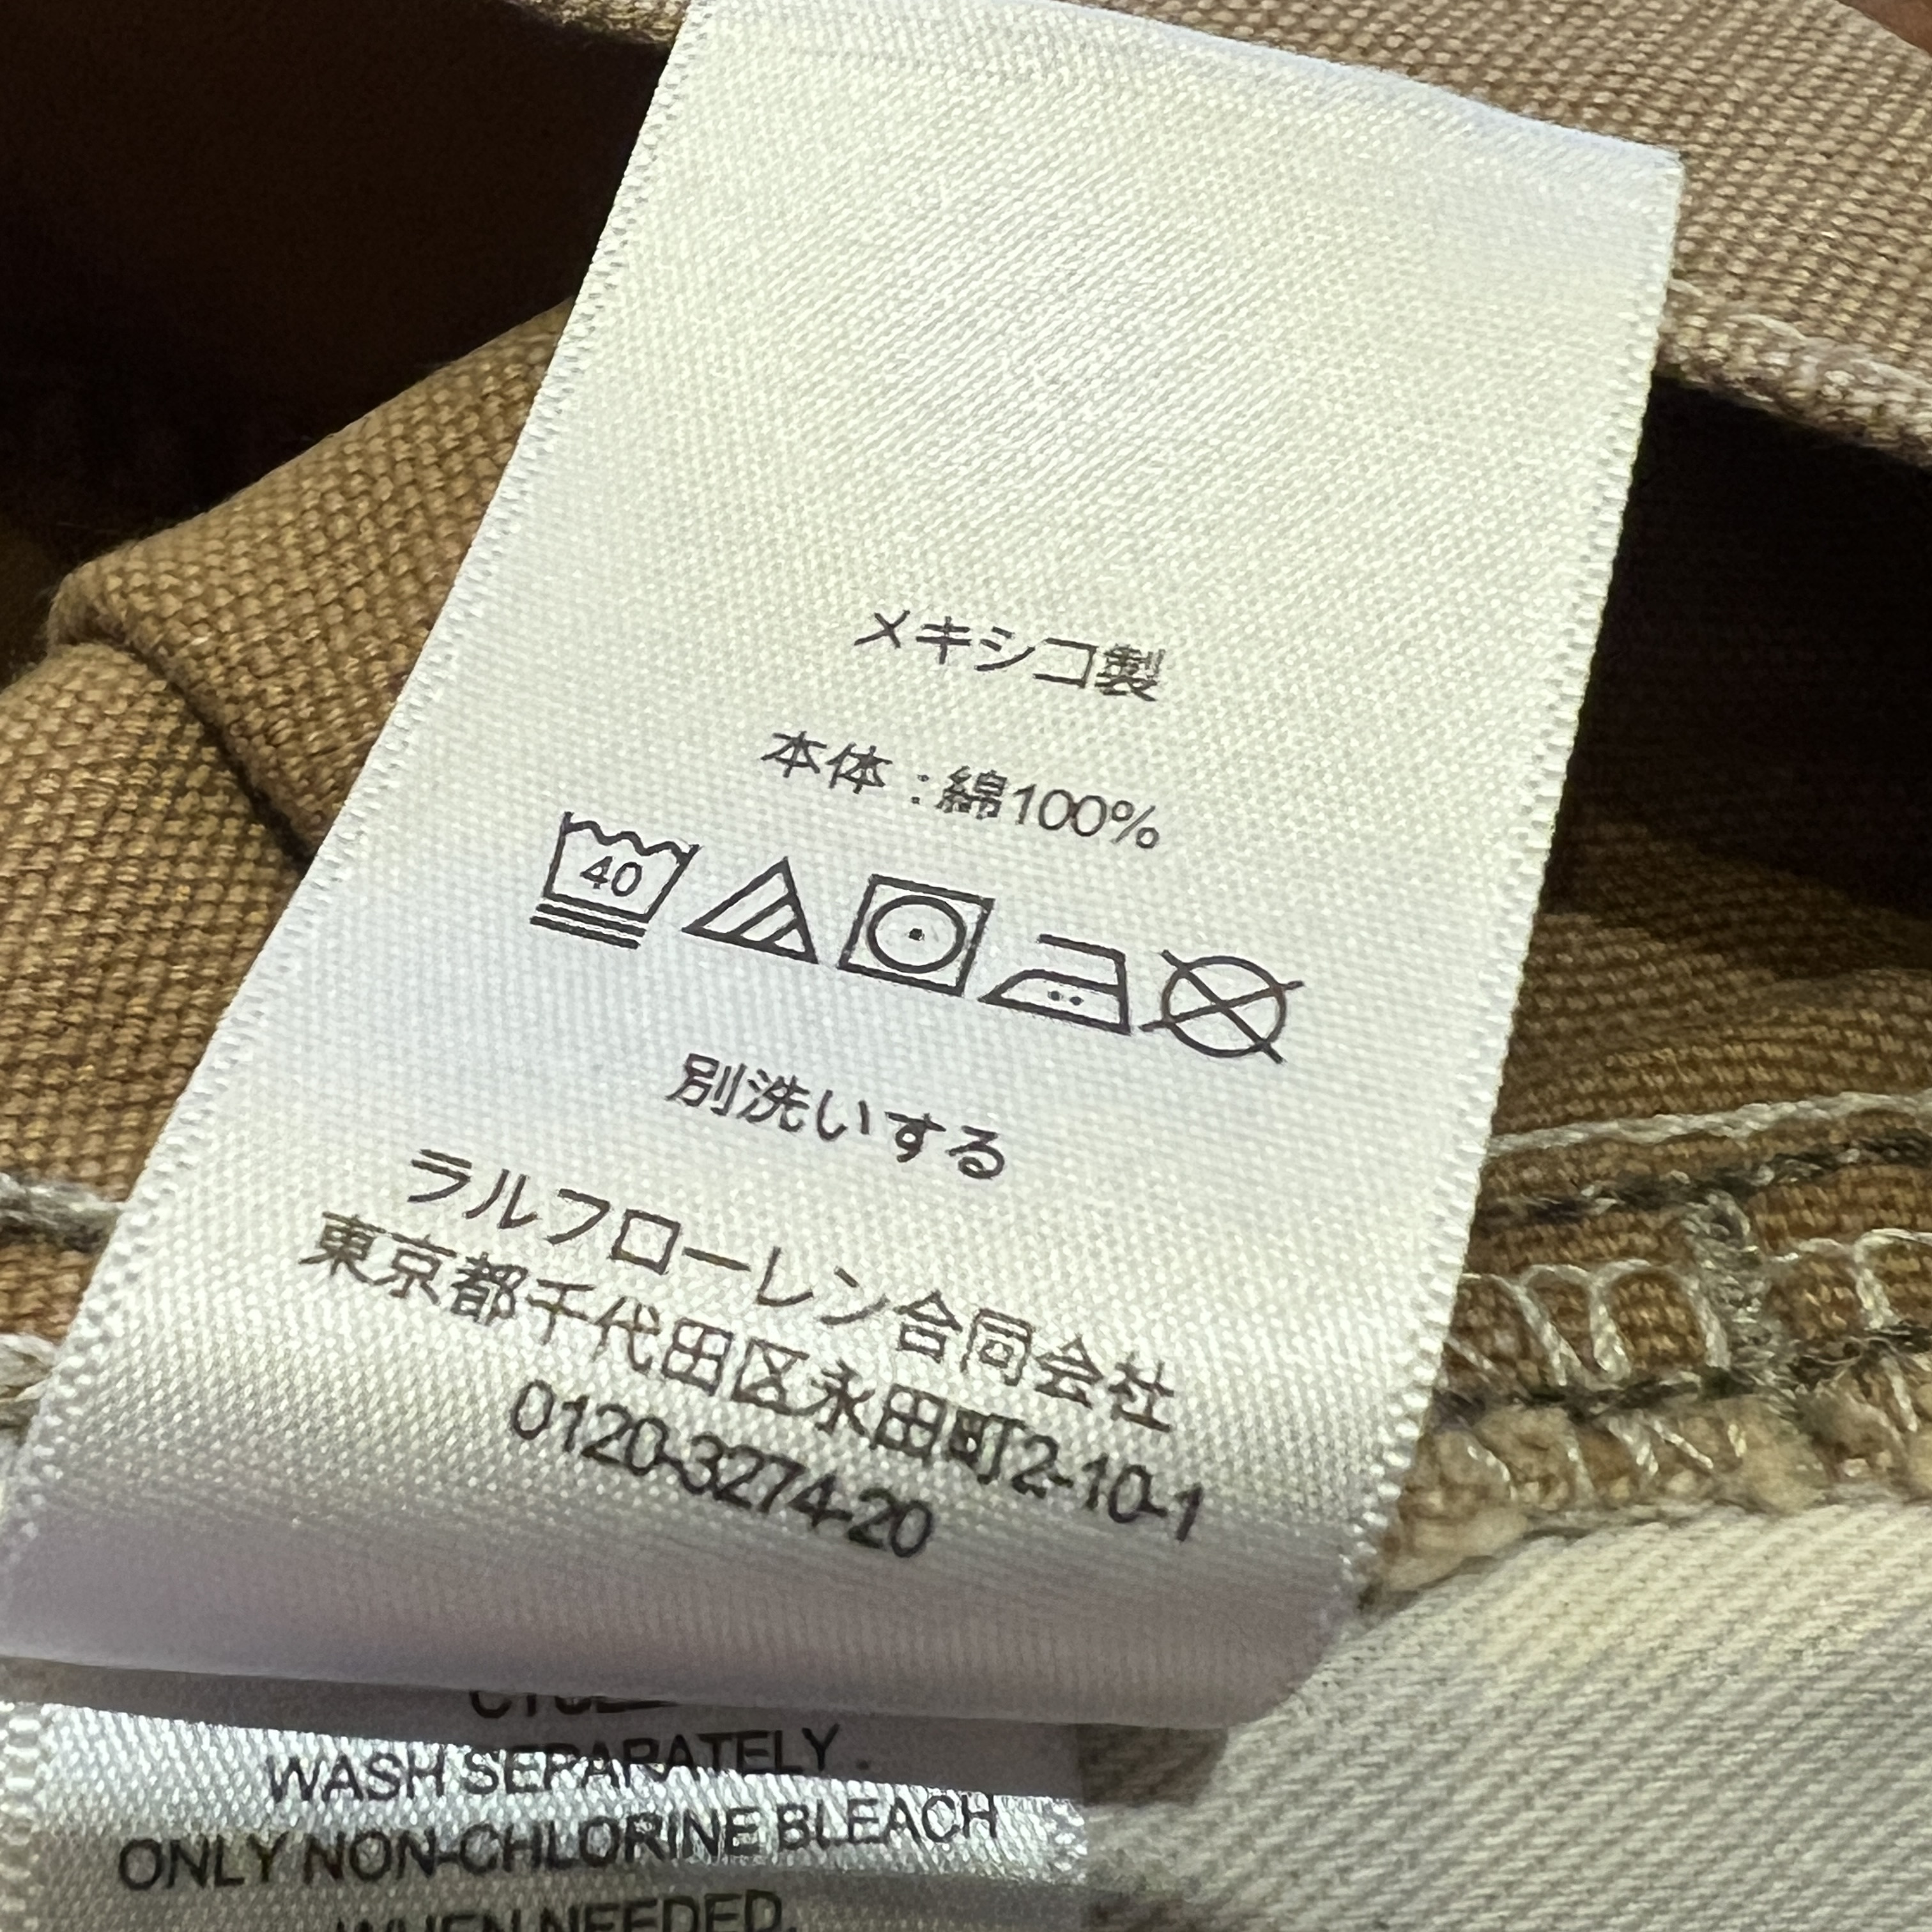 メキシコ製
本体：綿100%
40
別洗いする
ラルフローレン合同会社
東京都千代田区永田町2-10-1
0120-3274-20
WASH SEPARATELY.
ONLY NON-CHLORINE BLEACH
WHEN NEEDED.